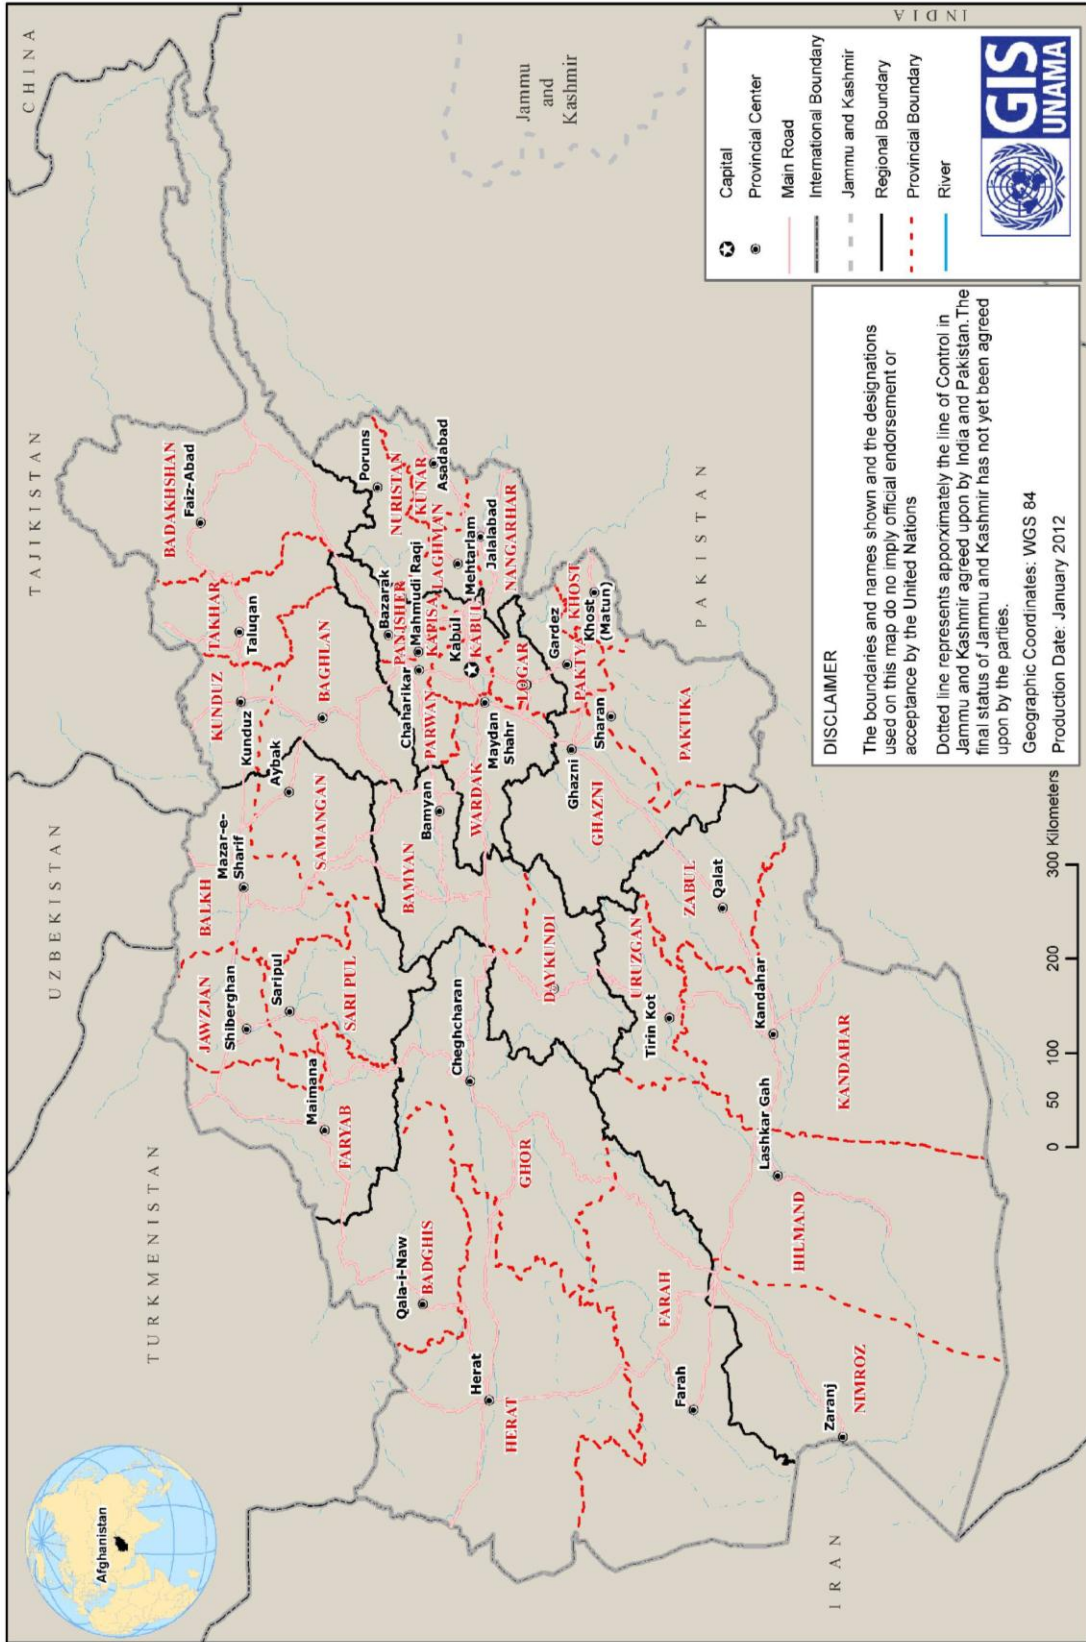 Afghanistan
CHINA
TAJIKISTAN
UZBEKISTAN
TURKMENISTAN
IRAN
PAKISTAN
INDIA
Jammu
and
Kashmir
BADAKHSHAN
Faiz-Abad
TAKHAR
Taluqan
KUNDUZ
Kunduz
BAGHLAN
BALKH
Mazar-e-
Sharif
Aybak
SAMANGAN
JAWZJAN
Shiberghan
Saripul
SARI PUL
Maimana
FARYAB
Qala-i-Naw
BADGHIS
Herat
HERAT
Cheghcharan
GHOR
BAMYAN
Bamyan
DAYKUNDI
Poruns
NURISTAN
KUNAR
Asadabad
LAGHMAN
Mehtarlam
Jalalabad
NANGARHAR
Bazarak
PANJSHER
Mahmudi Raqi
KAPISA
Chaharikar
PARWAN
Kabul
KABUL
Maydan
Shahr
WARDAK
LOGAR
Gardez
PAKTYA
KHOST
Khost
(Matun)
Sharan
PAKTIKA
Ghazni
GHAZNI
URUZGAN
Tirin Kot
ZABUL
Qalat
Kandahar
KANDAHAR
Lashkar Gah
HILMAND
FARAH
Farah
Zaranj
NIMROZ
0 50 100 200 300 Kilometers
DISCLAIMER
The boundaries and names shown and the designations
used on this map do no imply official endorsement or
acceptance by the United Nations
Dotted line represents apporximately the line of Control in
Jammu and Kashmir agreed upon by India and Pakistan.The
final status of Jammu and Kashmir has not yet been agreed
upon by the parties.
Geographic Coordinates: WGS 84
Production Date: January 2012
Capital
Provincial Center
Main Road
International Boundary
Jammu and Kashmir
Regional Boundary
Provincial Boundary
River
GIS
UNAMA